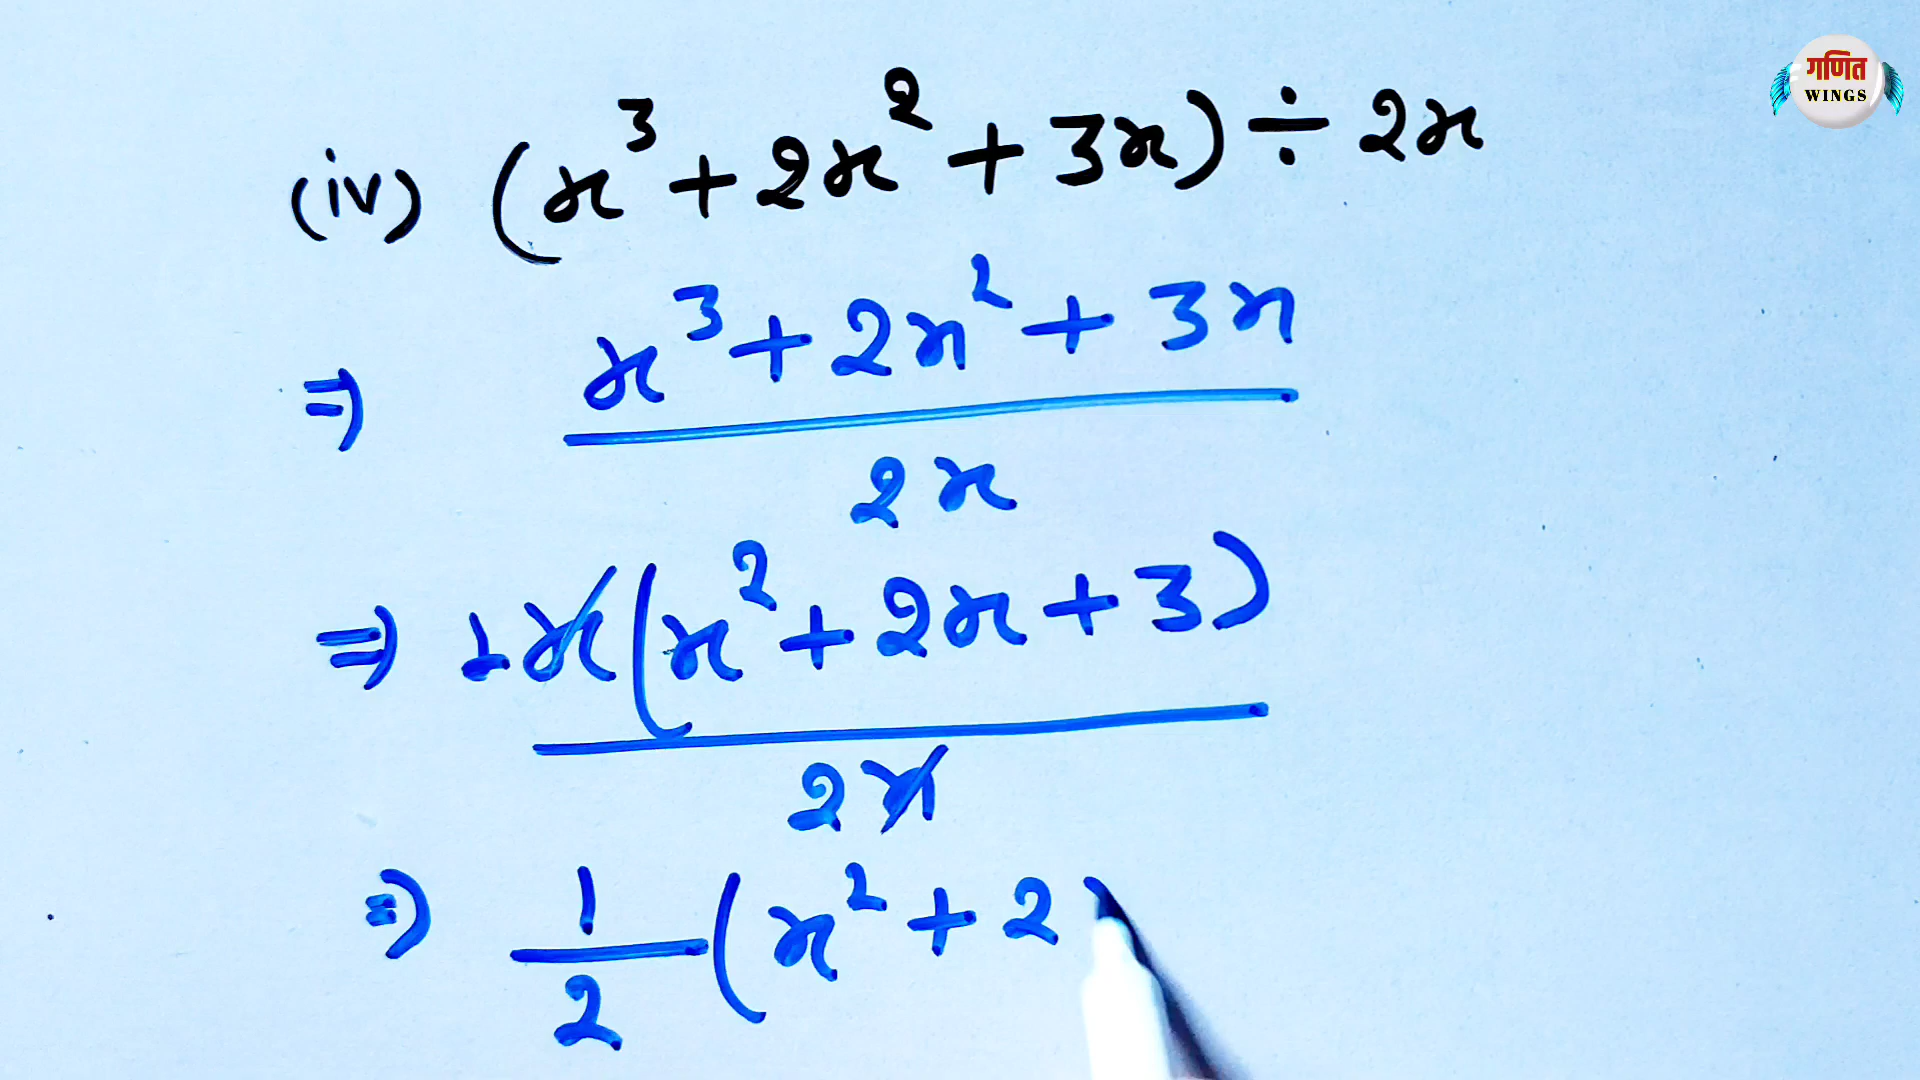 गणित
WINGS
(iv) (x³ + 2x² + 3x) ÷ 2x
⇒ x³ + 2x² + 3x
2x
⇒ 1x(x² + 2x + 3)
2x
⇒ 1/2 (x² + 2